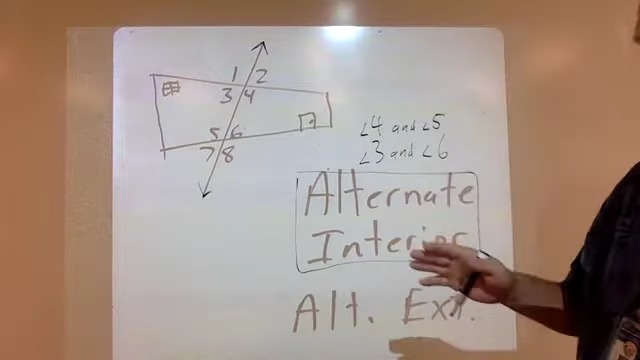 1 2
3 4
5 6
7 8
∠4 and ∠5
∠3 and ∠6
Alternate
Interior
Alt. Ext.